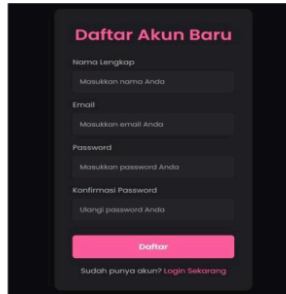 Daftar Akun Baru
Nama Lengkap
Masukkan nama Anda
Email
Masukkan email Anda
Password
Masukkan password Anda
Konfirmasi Password
Ulangi password Anda
Daftar
Sudah punya akun? Login Sekarang